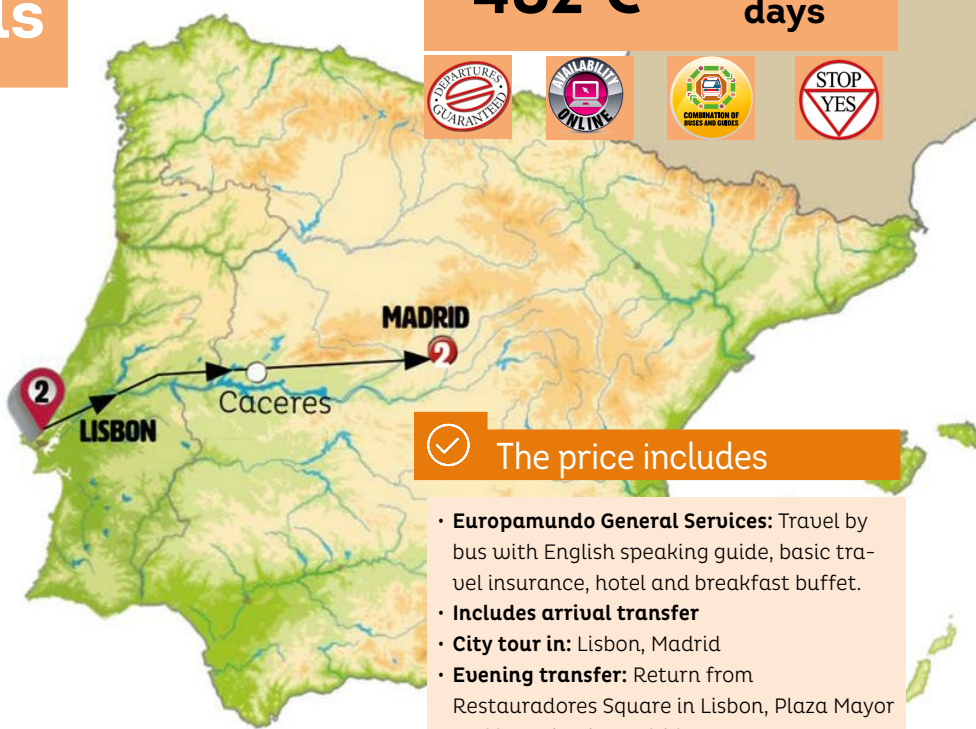 days
DEPARTURES
GUARANTEED
AVAILABILITY
ONLINE
COMBINATION OF
BUSES AND GUIDES
STOP
YES
MADRID
2
2
Caceres
LISBON
The price includes
• Europamundo General Services: Travel by
bus with English speaking guide, basic tra-
vel insurance, hotel and breakfast buffet.
• Includes arrival transfer
• City tour in: Lisbon, Madrid
• Evening transfer: Return from
Restauradores Square in Lisbon, Plaza Mayor